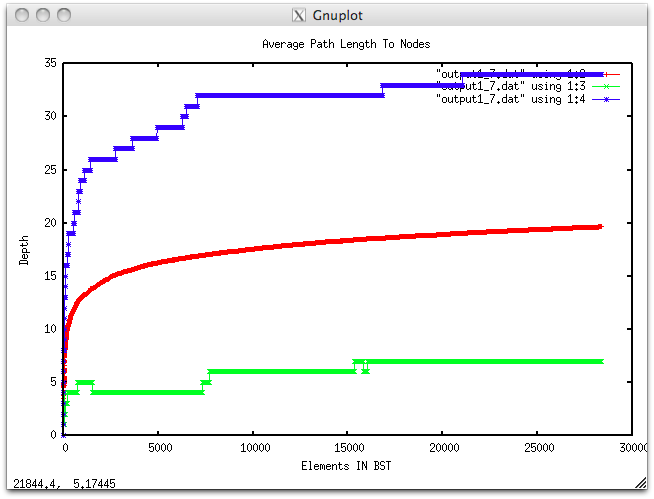 Gnuplot
Average Path Length To Nodes
35
30
25
20
15
10
5
0
Depth
"output1_7.dat" using 1:2
"output1_7.dat" using 1:3
"output1_7.dat" using 1:4
0 5000 10000 15000 20000 25000 30000
Elements IN BST
21844.4, 5.17445